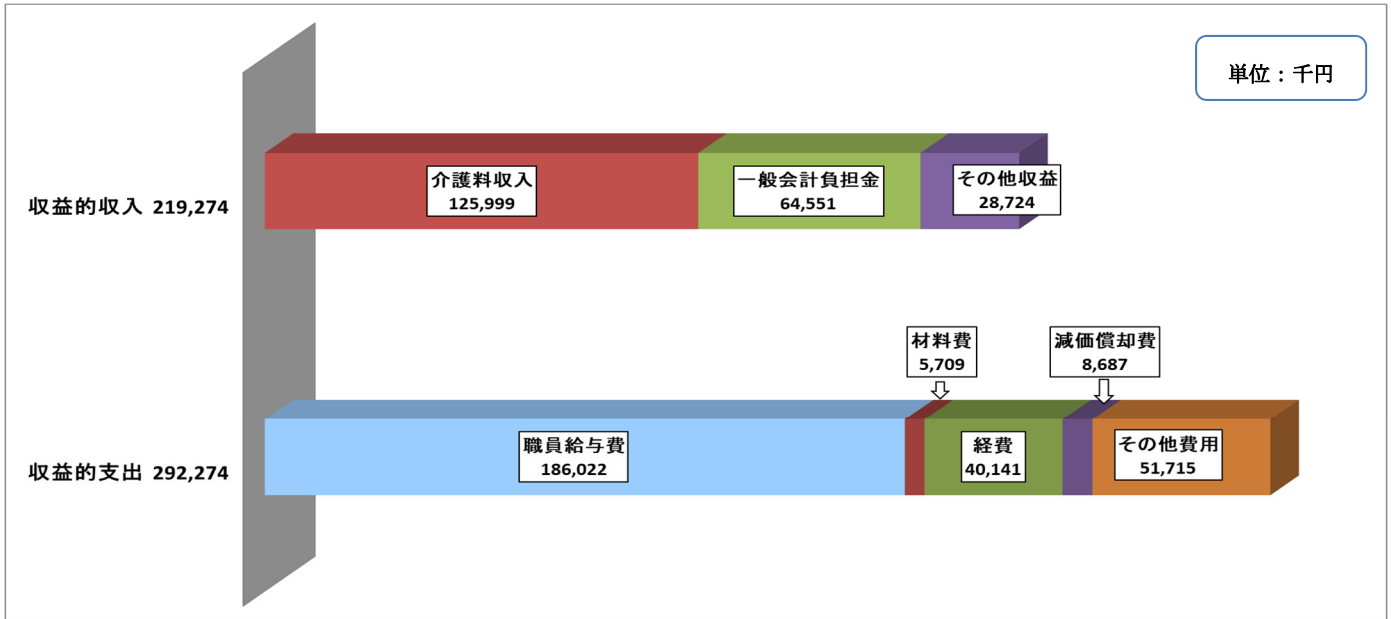 単位：千円
収益的収入 219,274
介護料収入
125,999
一般会計負担金
64,551
その他収益
28,724
収益的支出 292,274
職員給与費
186,022
材料費
5,709
経費
40,141
減価償却費
8,687
その他費用
51,715